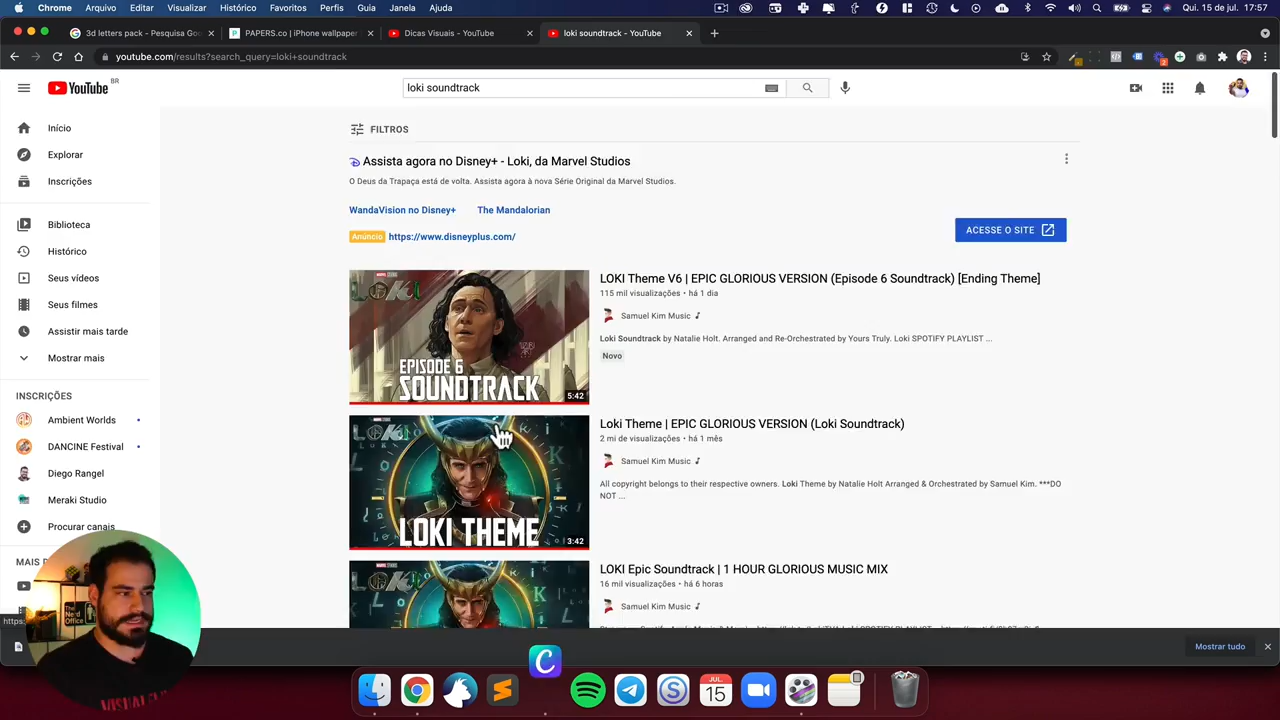 Chrome Arquivo Editar Visualizar Histórico Favoritos Perfis Guia Janela Ajuda Qui. 15 de jul. 17:57
3d letters pack - Pesquisa Goo
PAPERS.co | iPhone wallpaper
Dicas Visuais - YouTube
loki soundtrack - YouTube
youtube.com/results?search_query=loki+soundtrack
YouTube BR
loki soundtrack
Início
Explorar
Inscrições
Biblioteca
Histórico
Seus vídeos
Seus filmes
Assistir mais tarde
Mostrar mais
INSCRIÇÕES
Ambient Worlds
DANCINE Festival
Diego Rangel
Meraki Studio
Procurar canais
FILTROS
Assista agora no Disney+ - Loki, da Marvel Studios
O Deus da Trapaça está de volta. Assista agora à nova Série Original da Marvel Studios.
WandaVision no Disney+ The Mandalorian
Anúncio https://www.disneyplus.com/
ACESSE O SITE
LOKI
EPISODE 6
SOUNDTRACK
5:42
LOKI Theme V6 | EPIC GLORIOUS VERSION (Episode 6 Soundtrack) [Ending Theme]
115 mil visualizações • há 1 dia
Samuel Kim Music
Loki Soundtrack by Natalie Holt. Arranged and Re-Orchestrated by Yours Truly. Loki SPOTIFY PLAYLIST ...
Novo
LOKI
LOKI THEME
3:42
Loki Theme | EPIC GLORIOUS VERSION (Loki Soundtrack)
2 mi de visualizações • há 1 mês
Samuel Kim Music
All copyright belongs to their respective owners. Loki Theme by Natalie Holt Arranged & Orchestrated by Samuel Kim. ***DO
NOT ...
LOKI
LOKI Epic Soundtrack | 1 HOUR GLORIOUS MUSIC MIX
16 mil visualizações • há 6 horas
Samuel Kim Music
The Nerd
Office
Mostrar tudo
JUL.
15